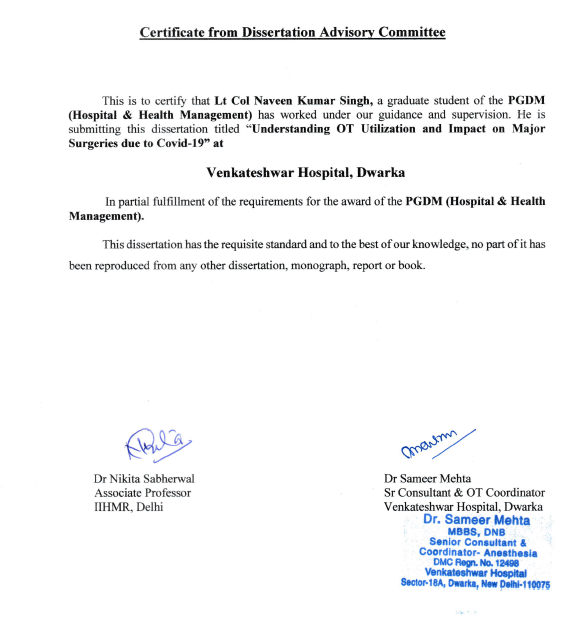 Certificate from Dissertation Advisory Committee
This is to certify that Lt Col Naveen Kumar Singh, a graduate student of the PGDM
(Hospital & Health Management) has worked under our guidance and supervision. He is
submitting this dissertation titled “Understanding OT Utilization and Impact on Major
Surgeries due to Covid-19” at
Venkateshwar Hospital, Dwarka
In partial fulfillment of the requirements for the award of the PGDM (Hospital & Health
Management).
This dissertation has the requisite standard and to the best of our knowledge, no part of it has
been reproduced from any other dissertation, monograph, report or book.
Dr Nikita Sabherwal
Associate Professor
IIHMR, Delhi
Dr Sameer Mehta
Sr Consultant & OT Coordinator
Venkateshwar Hospital, Dwarka
Dr. Sameer Mehta
MBBS, DNB
Senior Consultant &
Coordinator- Anesthesia
DMC Regn. No. 12498
Venkateshwar Hospital
Sector-18A, Dwarka, New Delhi-110075